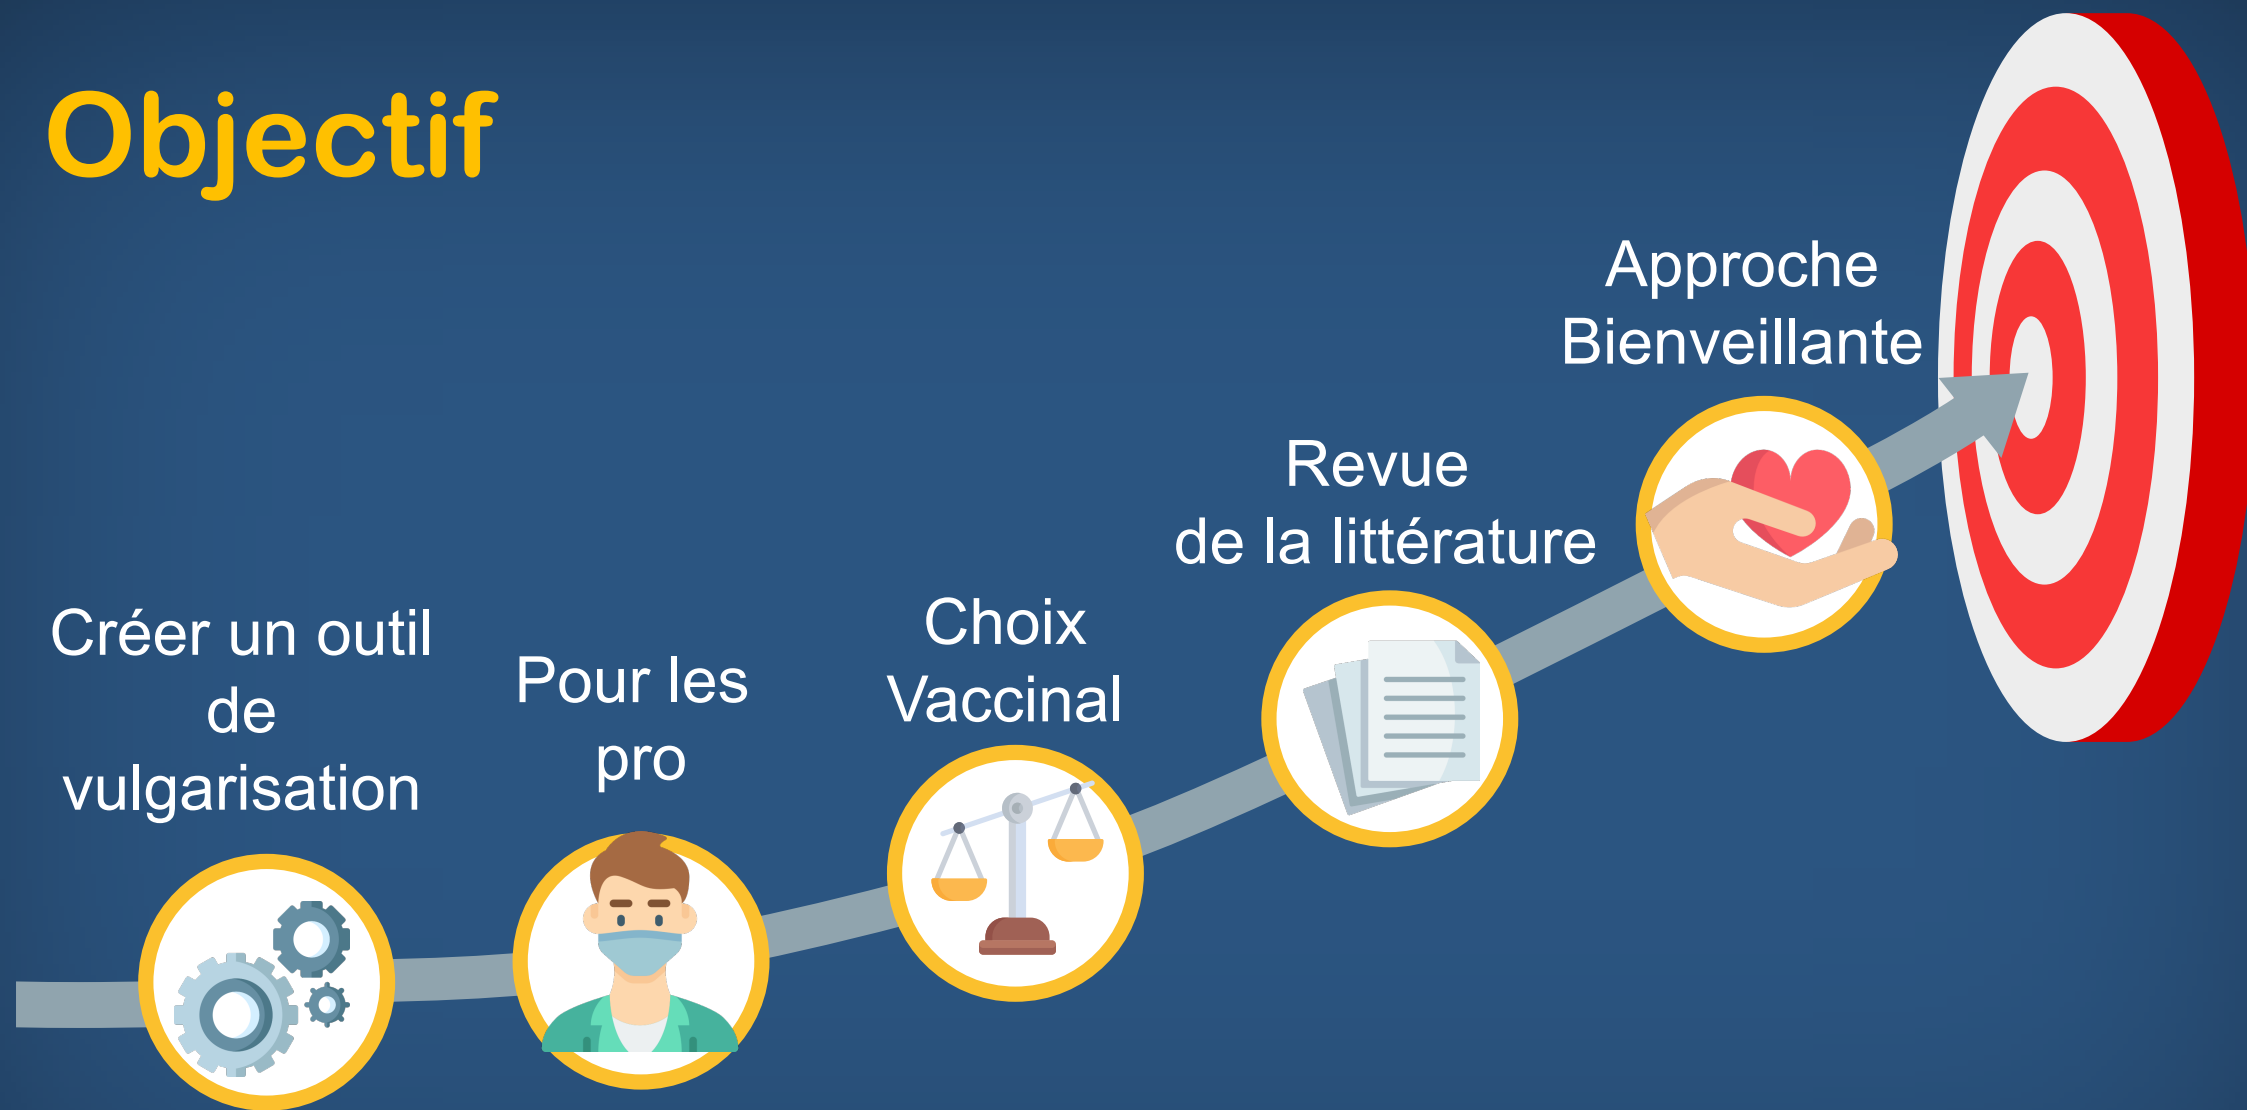 Objectif
Créer un outil
de
vulgarisation
Pour les
pro
Choix
Vaccinal
Revue
de la littérature
Approche
Bienveillante